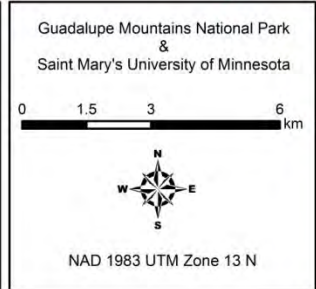 Guadalupe Mountains National Park
&
Saint Mary's University of Minnesota
0 1.5 3 6
km
N
W E
S
NAD 1983 UTM Zone 13 N